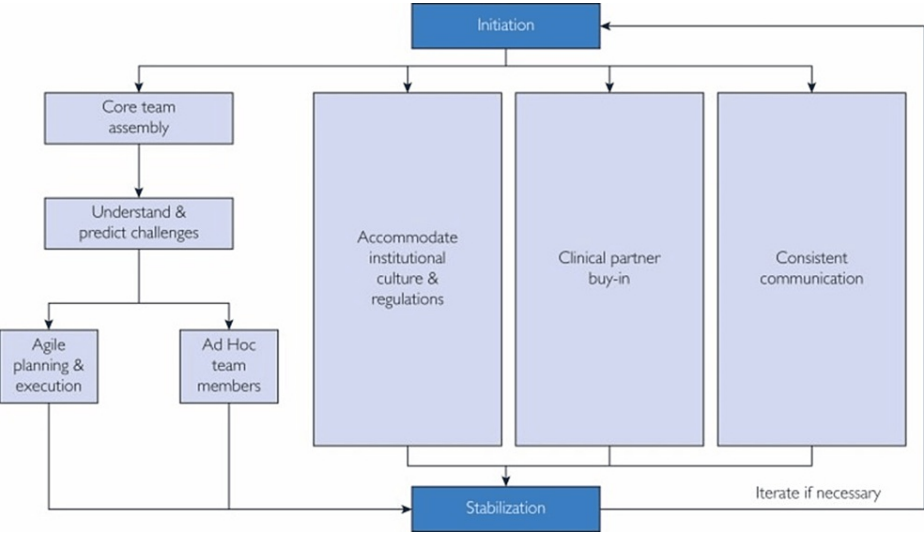 Initiation
Core team
assembly
Understand &
predict challenges
Agile
planning &
execution
Ad Hoc
team
members
Accommodate
institutional
culture &
regulations
Clinical partner
buy-in
Consistent
communication
Stabilization
Iterate if necessary